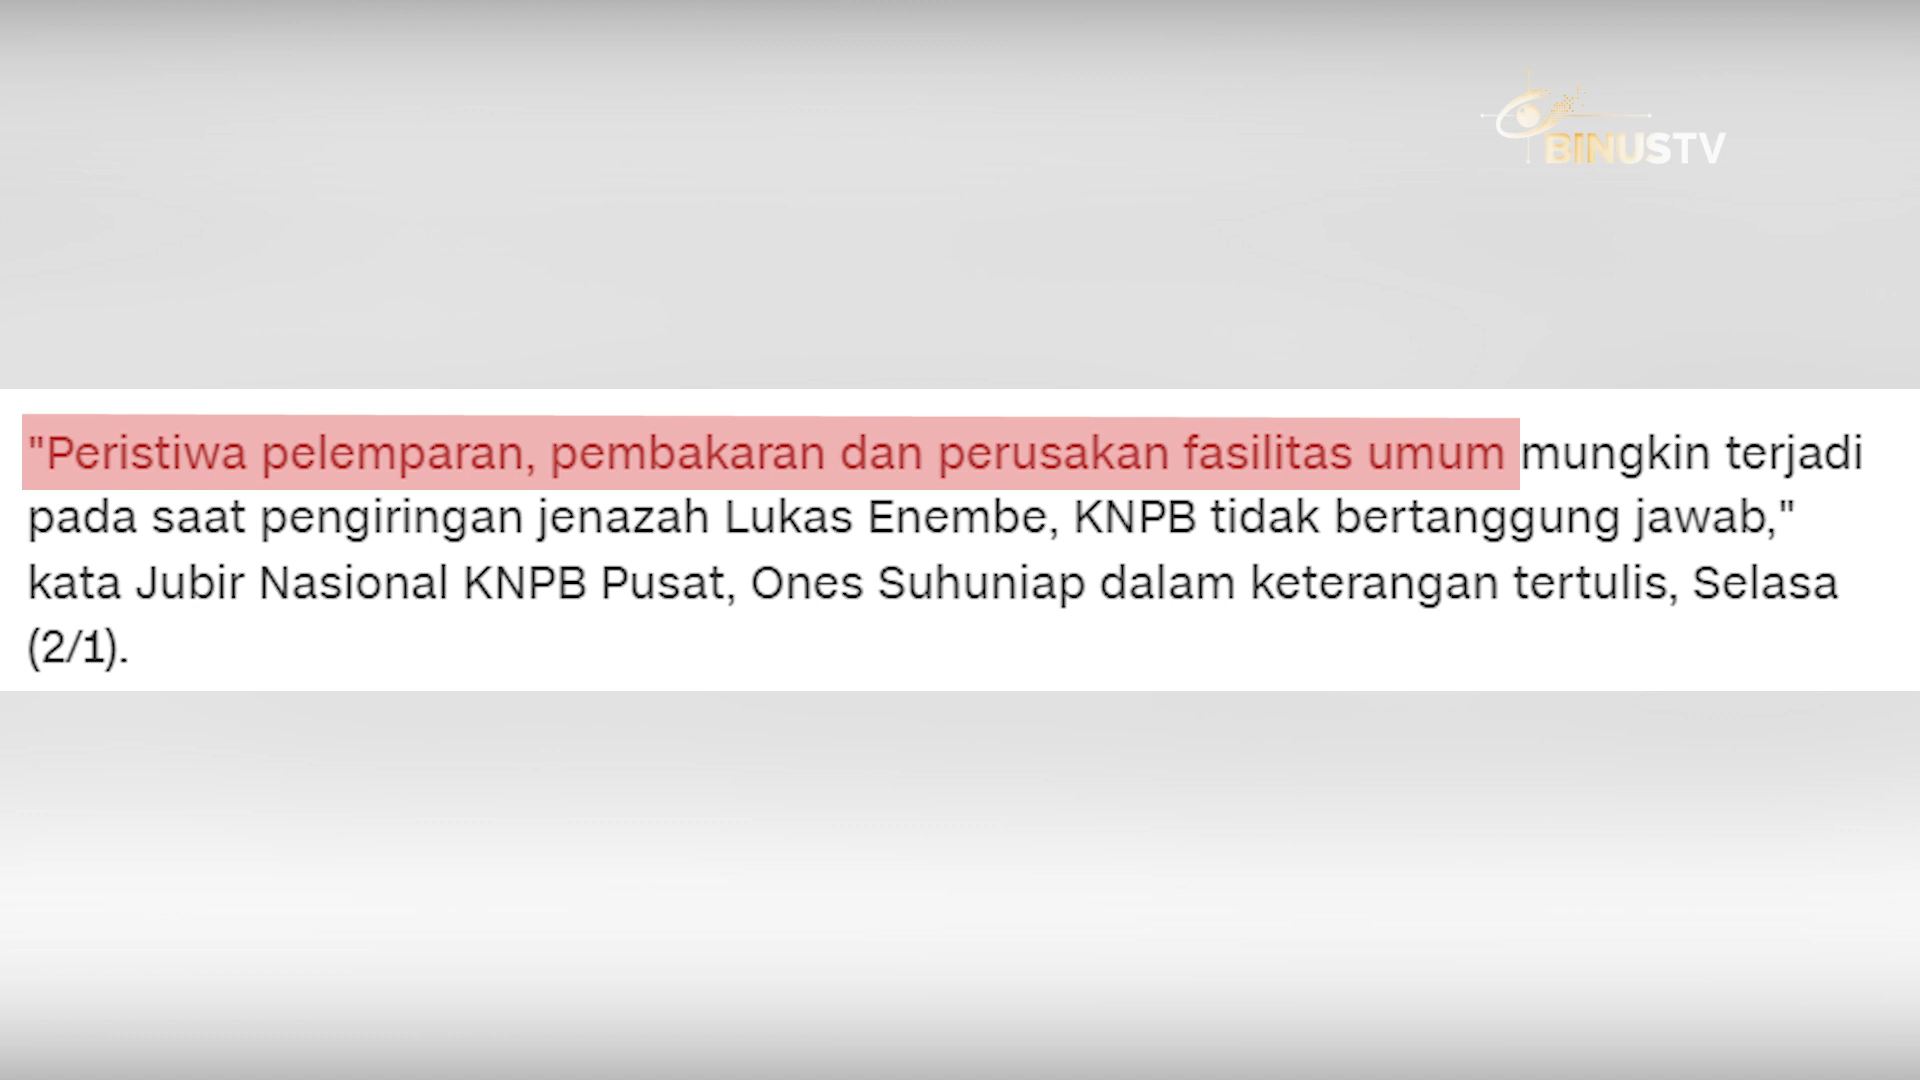 BINUSTV
"Peristiwa pelemparan, pembakaran dan perusakan fasilitas umum mungkin terjadi
pada saat pengiringan jenazah Lukas Enembe, KNPB tidak bertanggung jawab,"
kata Jubir Nasional KNPB Pusat, Ones Suhuniap dalam keterangan tertulis, Selasa
(2/1).